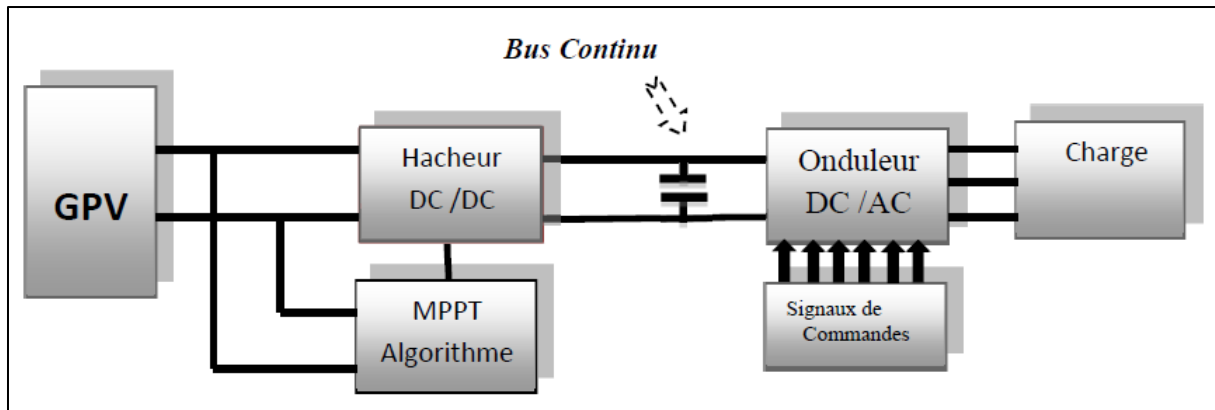 Bus Continu
GPV
Hacheur
DC /DC
MPPT
Algorithme
Onduleur
DC /AC
Signaux de
Commandes
Charge